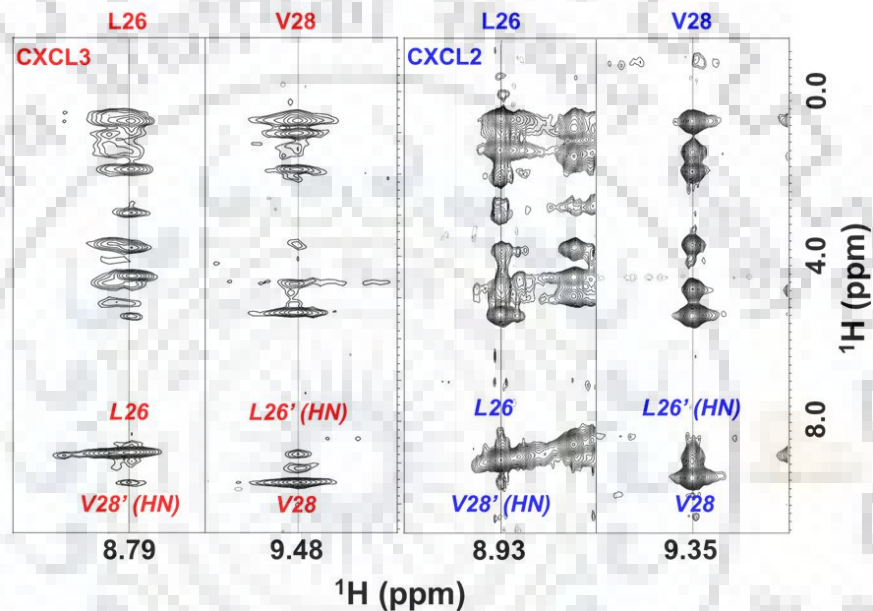 L26 V28 L26 V28
CXCL3 CXCL2
0.0
4.0
¹H (ppm)
8.0
L26 L26' (HN) L26 L26' (HN)
V28' (HN) V28 V28' (HN) V28
8.79 9.48 8.93 9.35
¹H (ppm)